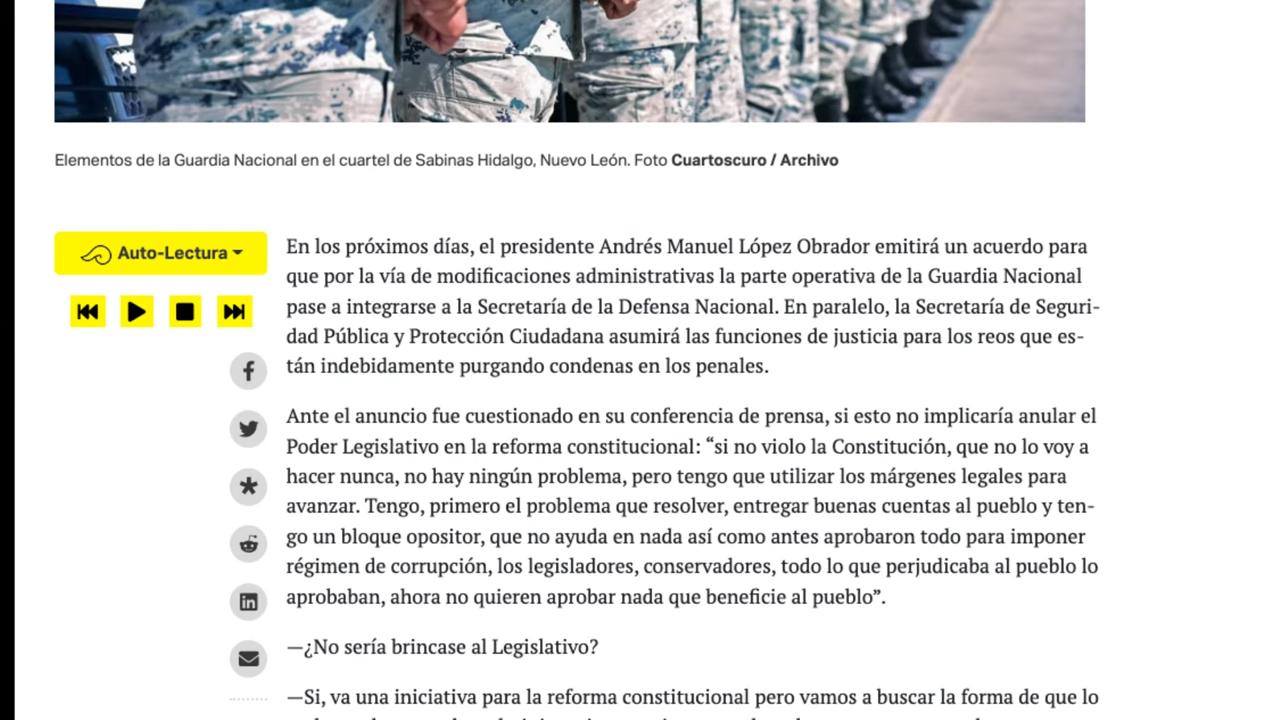 Elementos de la Guardia Nacional en el cuartel de Sabinas Hidalgo, Nuevo León. Foto Cuartoscuro / Archivo
Auto-Lectura
En los próximos días, el presidente Andrés Manuel López Obrador emitirá un acuerdo para
que por la vía de modificaciones administrativas la parte operativa de la Guardia Nacional
pase a integrarse a la Secretaría de la Defensa Nacional. En paralelo, la Secretaría de Seguri-
dad Pública y Protección Ciudadana asumirá las funciones de justicia para los reos que es-
tán indebidamente purgando condenas en los penales.
Ante el anuncio fue cuestionado en su conferencia de prensa, si esto no implicaría anular el
Poder Legislativo en la reforma constitucional: “si no violo la Constitución, que no lo voy a
hacer nunca, no hay ningún problema, pero tengo que utilizar los márgenes legales para
avanzar. Tengo, primero el problema que resolver, entregar buenas cuentas al pueblo y ten-
go un bloque opositor, que no ayuda en nada así como antes aprobaron todo para imponer
régimen de corrupción, los legisladores, conservadores, todo lo que perjudicaba al pueblo lo
aprobaban, ahora no quieren aprobar nada que beneficie al pueblo”.
—¿No sería brincase al Legislativo?
—Si, va una iniciativa para la reforma constitucional pero vamos a buscar la forma de que lo